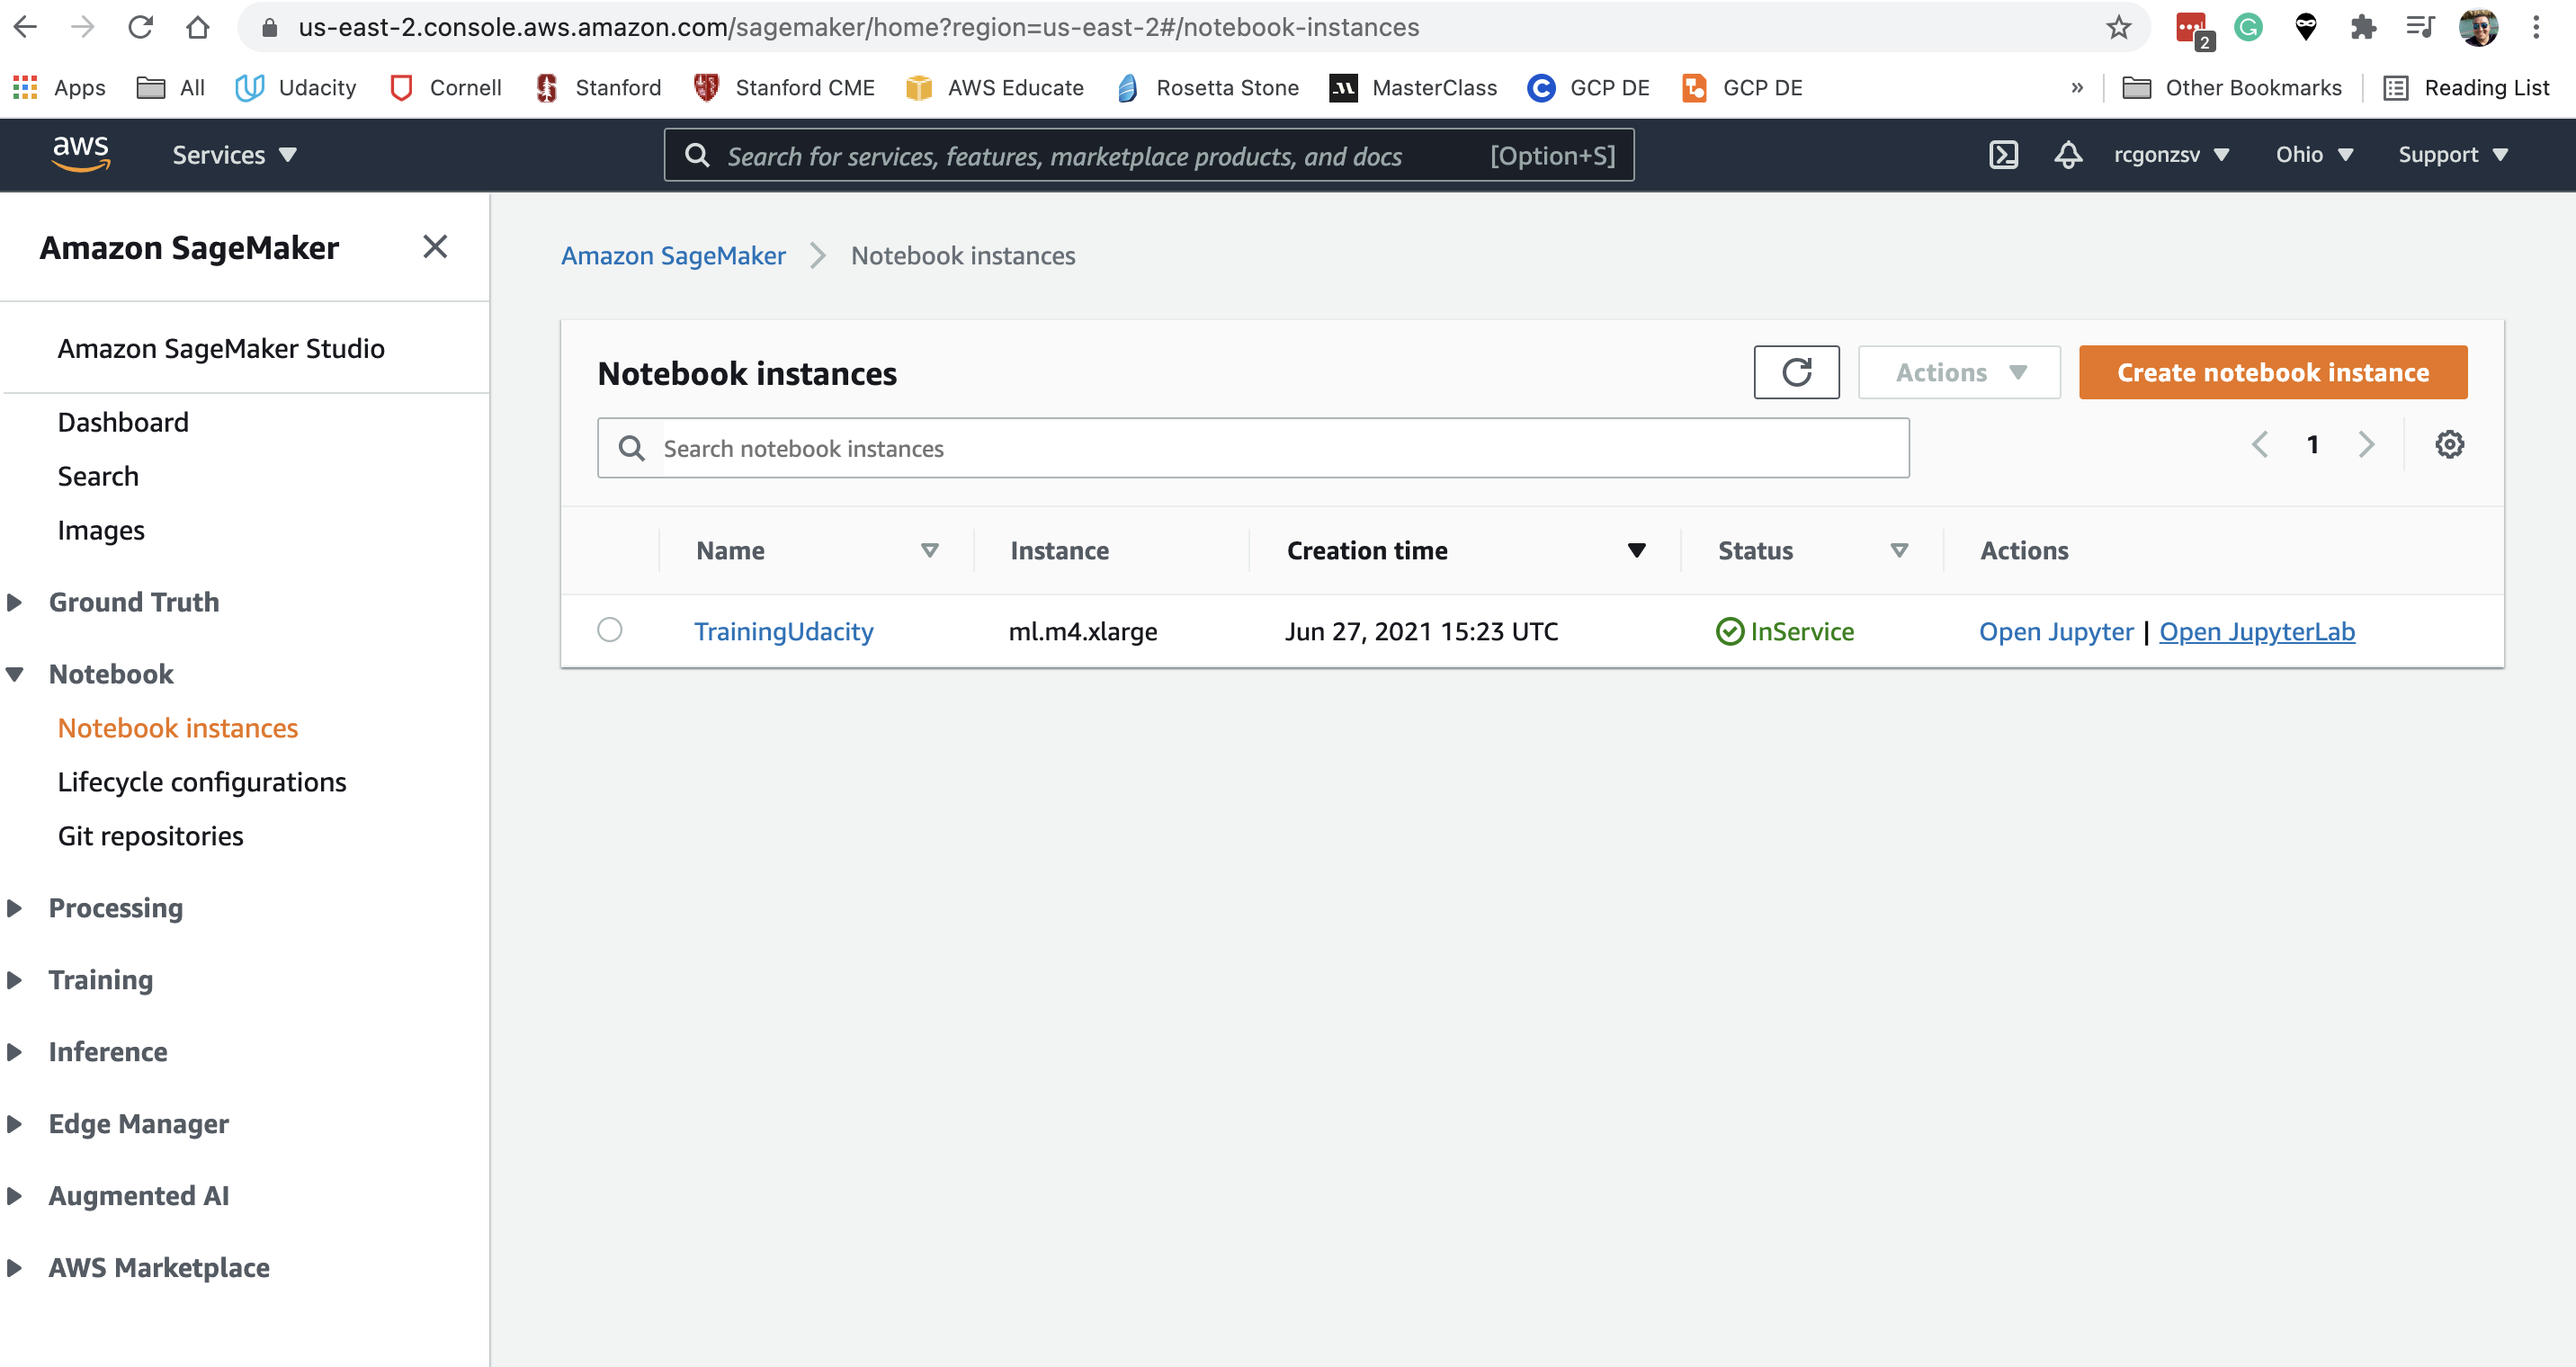 us-east-2.console.aws.amazon.com/sagemaker/home?region=us-east-2#/notebook-instances
2
Apps All Udacity Cornell Stanford Stanford CME AWS Educate Rosetta Stone MasterClass GCP DE GCP DE » Other Bookmarks Reading List
aws Services Search for services, features, marketplace products, and docs [Option+S] rcgonzsv Ohio Support
Amazon SageMaker
Amazon SageMaker Studio
Dashboard
Search
Images
Ground Truth
Notebook
Notebook instances
Lifecycle configurations
Git repositories
Processing
Training
Inference
Edge Manager
Augmented AI
AWS Marketplace
Amazon SageMaker > Notebook instances
Notebook instances Actions Create notebook instance
Search notebook instances 1
Name Instance Creation time Status Actions
TrainingUdacity ml.m4.xlarge Jun 27, 2021 15:23 UTC InService Open Jupyter | Open JupyterLab